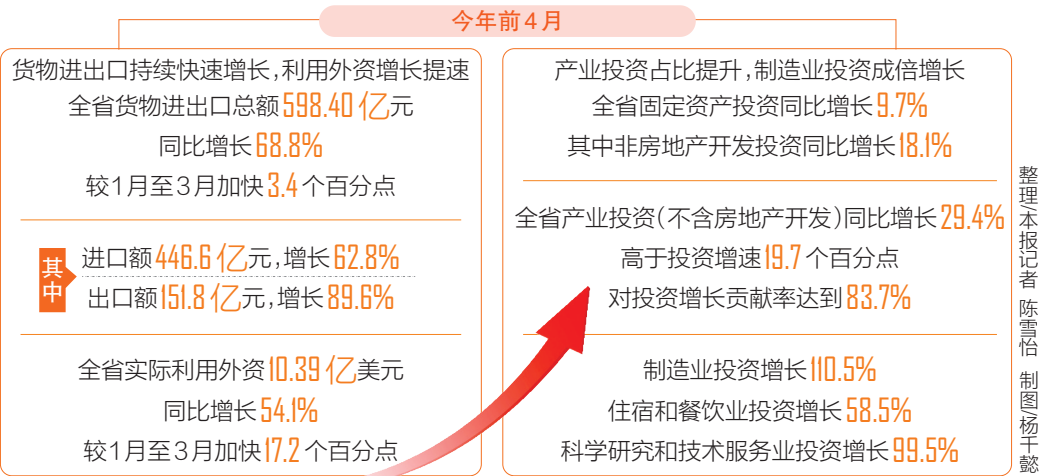 今年前4月
货物进出口持续快速增长,利用外资增长提速
全省货物进出口总额598.40亿元
同比增长68.8%
较1月至3月加快3.4个百分点
其中
进口额446.6亿元,增长62.8%
出口额151.8亿元,增长89.6%
全省实际利用外资10.39亿美元
同比增长54.1%
较1月至3月加快17.2个百分点
产业投资占比提升,制造业投资成倍增长
全省固定资产投资同比增长9.7%
其中非房地产开发投资同比增长18.1%
全省产业投资(不含房地产开发)同比增长29.4%
高于投资增速19.7个百分点
对投资增长贡献率达到83.7%
制造业投资增长110.5%
住宿和餐饮业投资增长58.5%
科学研究和技术服务业投资增长99.5%
整理/本报记者 陈雪怡 制图/杨千懿